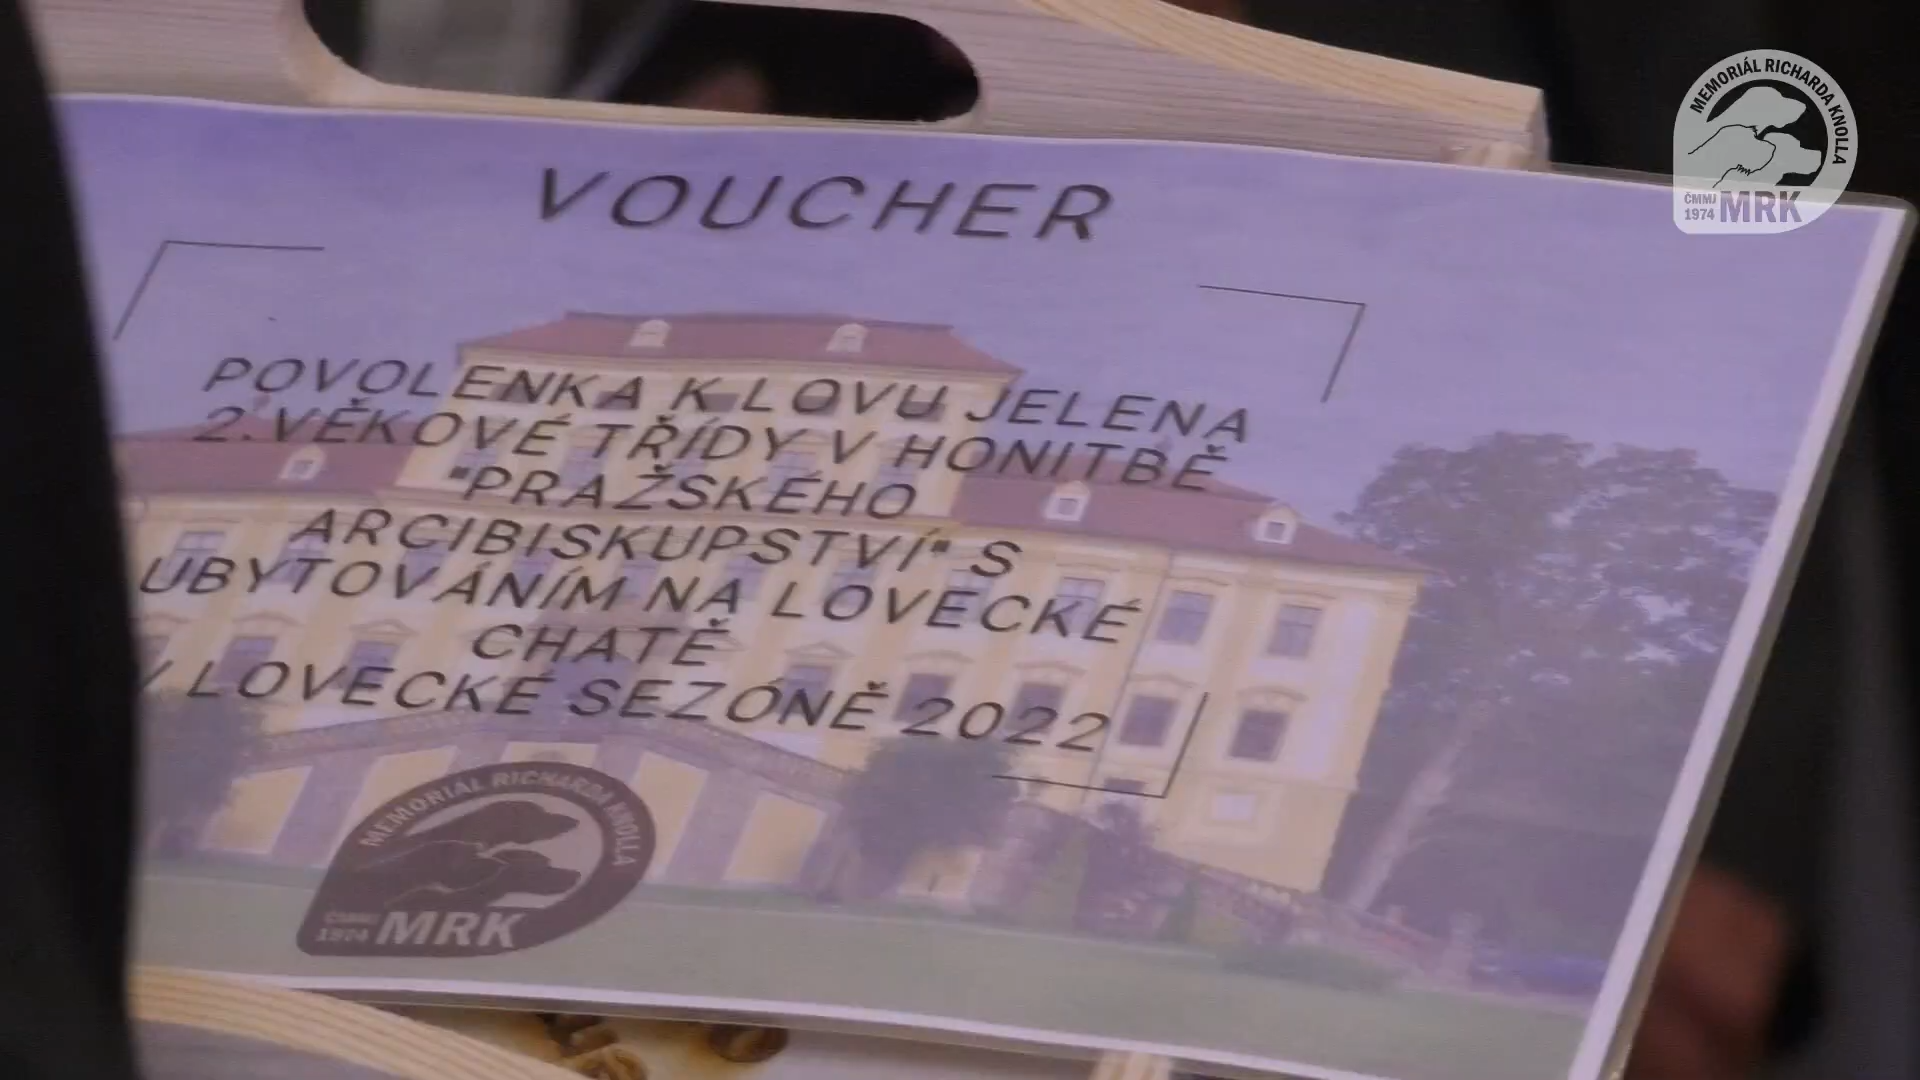 MEMORIÁL RICHARDA KNOLLA
ČMMJ
1974 MRK
VOUCHER
POVOLENKA K LOVU JELENA
2.VĚKOVÉ TŘÍDY V HONITBĚ
"PRAŽSKÉHO
ARCIBISKUPSTVÍ" S
UBYTOVÁNÍM NA LOVECKÉ
CHATĚ
V LOVECKÉ SEZÓNĚ 2022
MEMORIÁL RICHARDA KNOLLA
ČMMJ
1974 MRK